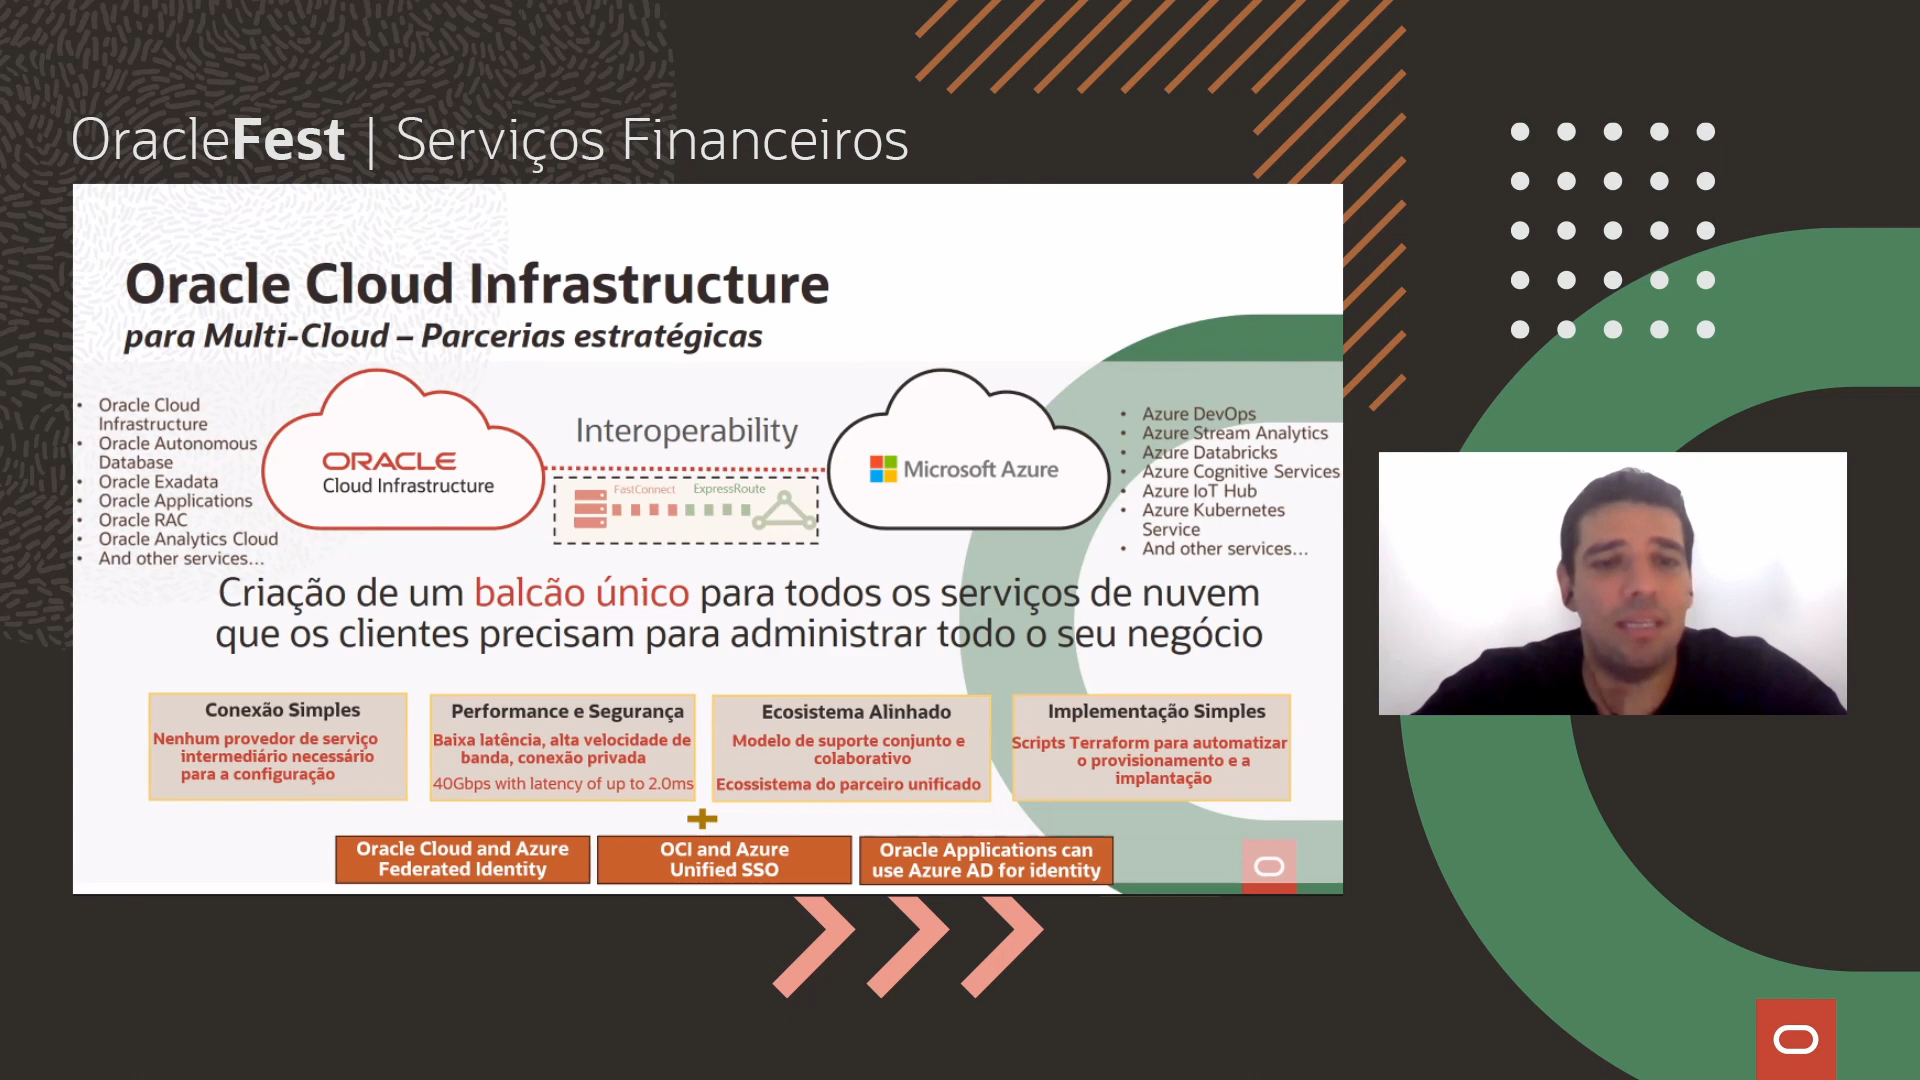 OracleFest | Serviços Financeiros
Oracle Cloud Infrastructure
para Multi-Cloud – Parcerias estratégicas
• Oracle Cloud
Infrastructure
• Oracle Autonomous
Database
• Oracle Exadata
• Oracle Applications
• Oracle RAC
• Oracle Analytics Cloud
• And other services…
ORACLE
Cloud Infrastructure
Interoperability
FastConnect
ExpressRoute
Microsoft Azure
• Azure DevOps
• Azure Stream Analytics
• Azure Databricks
• Azure Cognitive Services
• Azure IoT Hub
• Azure Kubernetes
Service
• And other services…
Criação de um balcão único para todos os serviços de nuvem
que os clientes precisam para administrar todo o seu negócio
Conexão Simples
Nenhum provedor de serviço
intermediário necessário
para a configuração
Performance e Segurança
Baixa latência, alta velocidade de
banda, conexão privada
40Gbps with latency of up to 2.0ms
Ecosistema Alinhado
Modelo de suporte conjunto e
colaborativo
Ecossistema do parceiro unificado
Implementação Simples
Scripts Terraform para automatizar
o provisionamento e a
implantação
Oracle Cloud and Azure
Federated Identity
OCI and Azure
Unified SSO
Oracle Applications can
use Azure AD for identity